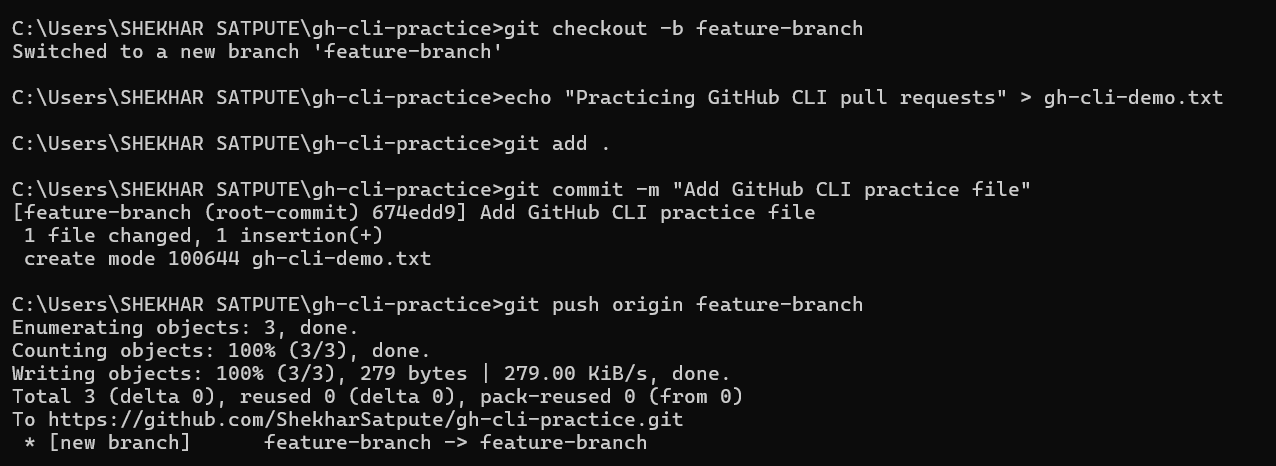 C:\Users\SHEKHAR SATPUTE\gh-cli-practice>git checkout -b feature-branch
Switched to a new branch 'feature-branch'
C:\Users\SHEKHAR SATPUTE\gh-cli-practice>echo "Practicing GitHub CLI pull requests" > gh-cli-demo.txt
C:\Users\SHEKHAR SATPUTE\gh-cli-practice>git add .
C:\Users\SHEKHAR SATPUTE\gh-cli-practice>git commit -m "Add GitHub CLI practice file"
[feature-branch (root-commit) 674edd9] Add GitHub CLI practice file
 1 file changed, 1 insertion(+)
 create mode 100644 gh-cli-demo.txt
C:\Users\SHEKHAR SATPUTE\gh-cli-practice>git push origin feature-branch
Enumerating objects: 3, done.
Counting objects: 100% (3/3), done.
Writing objects: 100% (3/3), 279 bytes | 279.00 KiB/s, done.
Total 3 (delta 0), reused 0 (delta 0), pack-reused 0 (from 0)
To https://github.com/ShekharSatpute/gh-cli-practice.git
 * [new branch]      feature-branch -> feature-branch